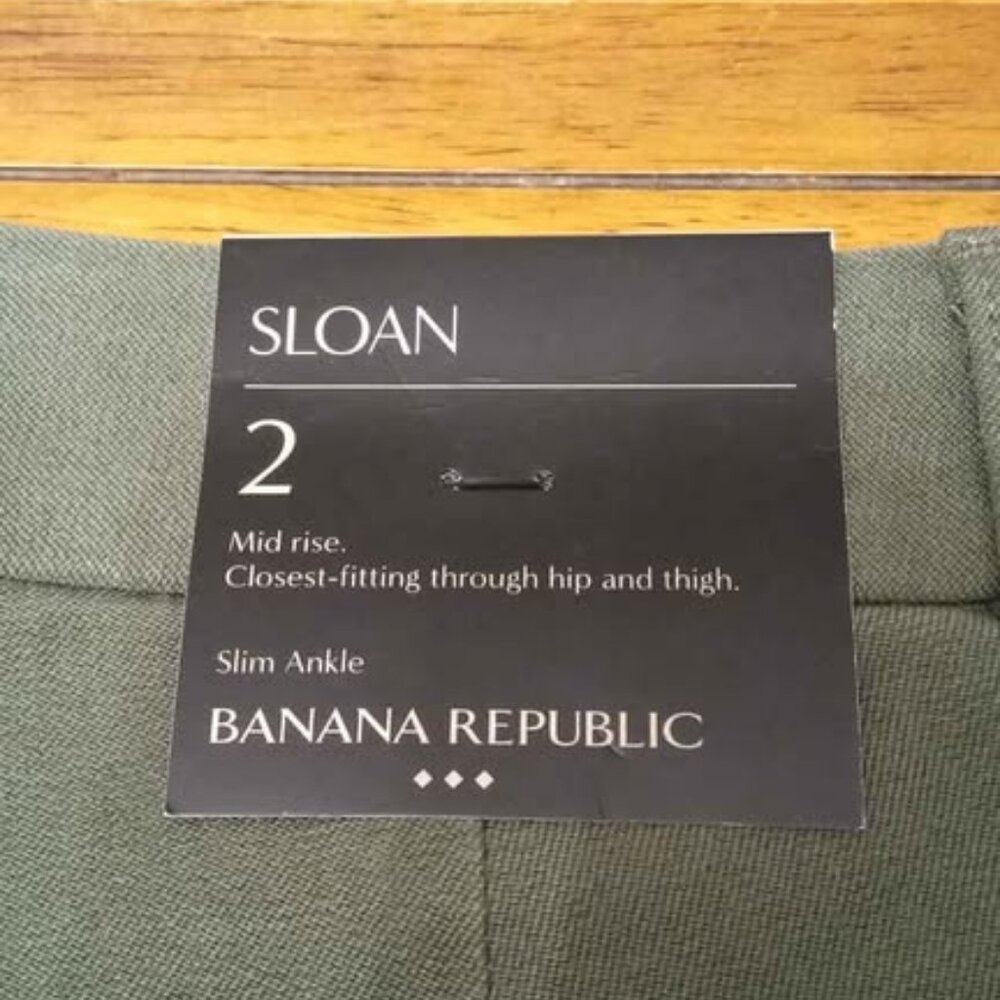 SLOAN
2
Mid rise.
Closest-fitting through hip and thigh.
Slim Ankle
BANANA REPUBLIC